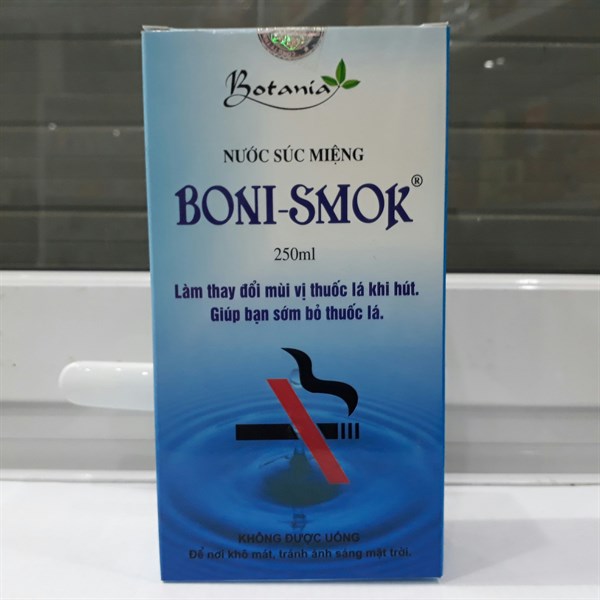 Botania
NƯỚC SÚC MIỆNG
BONI-SMOK®
250ml
Làm thay đổi mùi vị thuốc lá khi hút.
Giúp bạn sớm bỏ thuốc lá.
KHÔNG ĐƯỢC UỐNG
Để nơi khô mát, tránh ánh sáng mặt trời.